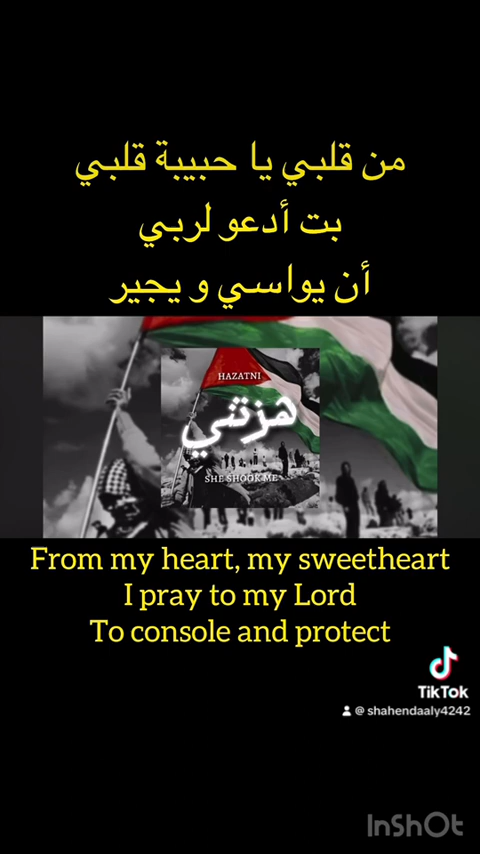 من قلبي يا حبيبة قلبي
بت أدعو لربي
أن يواسي و يجير
HAZATNI
هزتني
SHE SHOOK ME
From my heart, my sweetheart
I pray to my Lord
To console and protect
TikTok
@ shahendaaly4242
InShOt